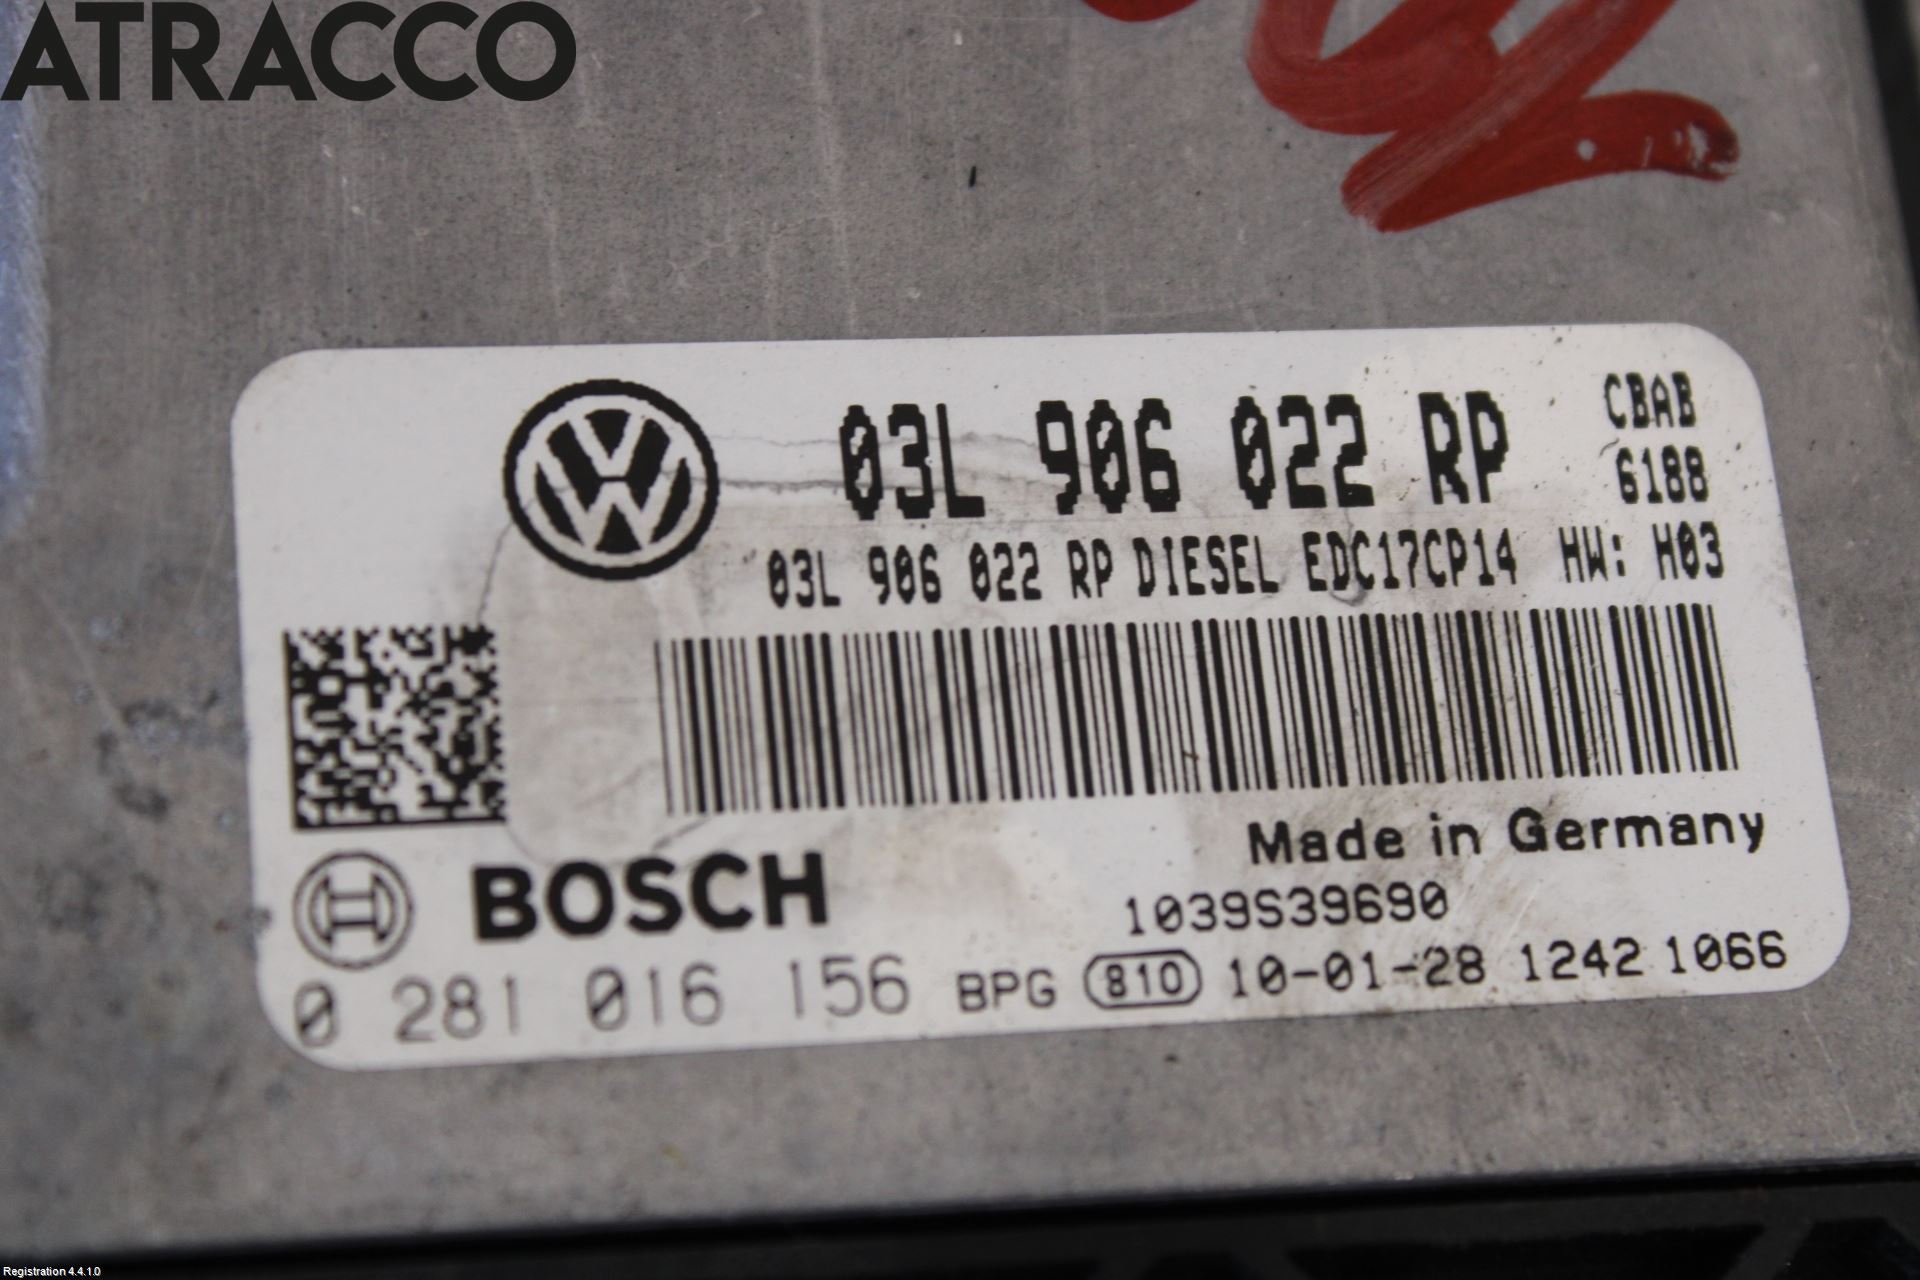 ATRACCO
03L 906 022 RP CBAB
6188
03L 906 022 RP DIESEL EDC17CP14 HW: H03
Made in Germany
BOSCH
1039S39690
0 281 016 156 BPG 810 10-01-28 1242 1066
Registration 4.4.1.0